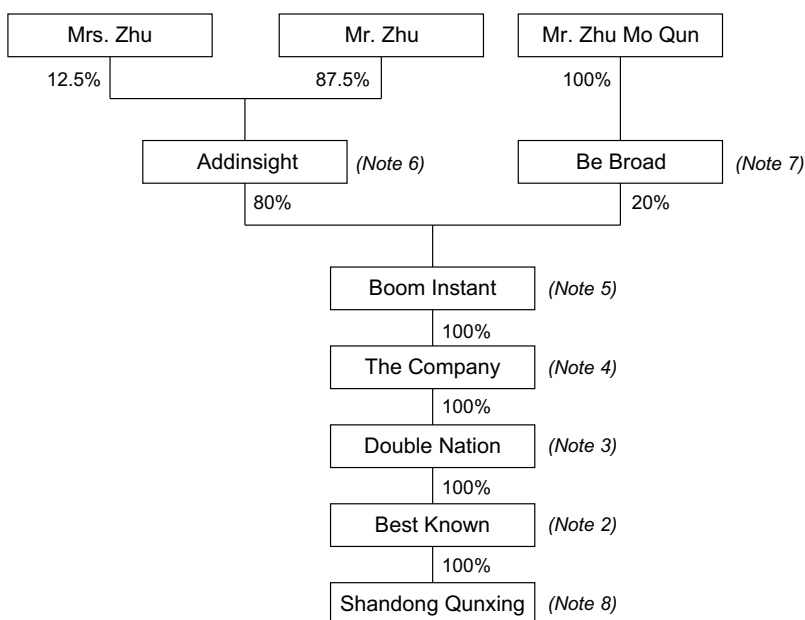 Mrs. Zhu
Mr. Zhu
Mr. Zhu Mo Qun
12.5%
87.5%
100%
Addinsight
(Note 6)
Be Broad
(Note 7)
80%
20%
Boom Instant
(Note 5)
100%
The Company
(Note 4)
100%
Double Nation
(Note 3)
100%
Best Known
(Note 2)
100%
Shandong Qunxing
(Note 8)